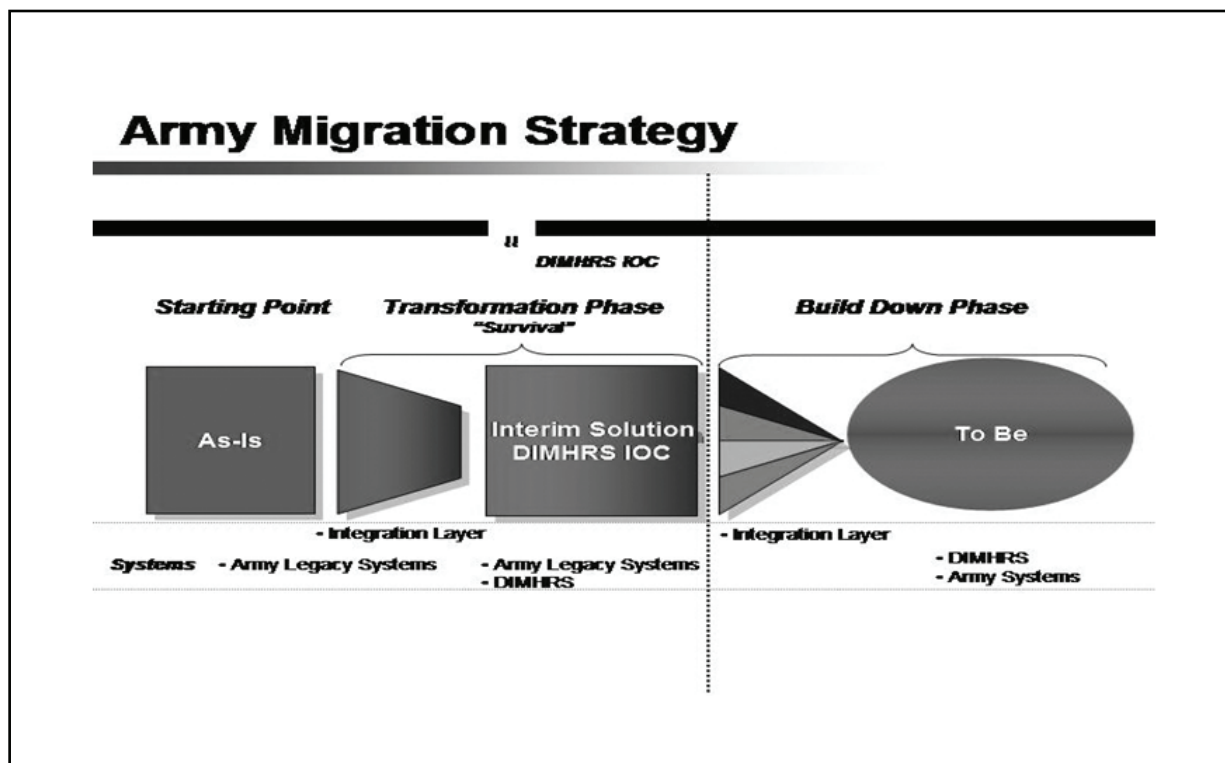 Army Migration Strategy
DIMHRS IOC
Starting Point
Transformation Phase
"Survival"
Build Down Phase
As-Is
Interim Solution
DIMHRS IOC
To Be
- Integration Layer
- Integration Layer
Systems
- Army Legacy Systems
- Army Legacy Systems
- DIMHRS
- DIMHRS
- Army Systems